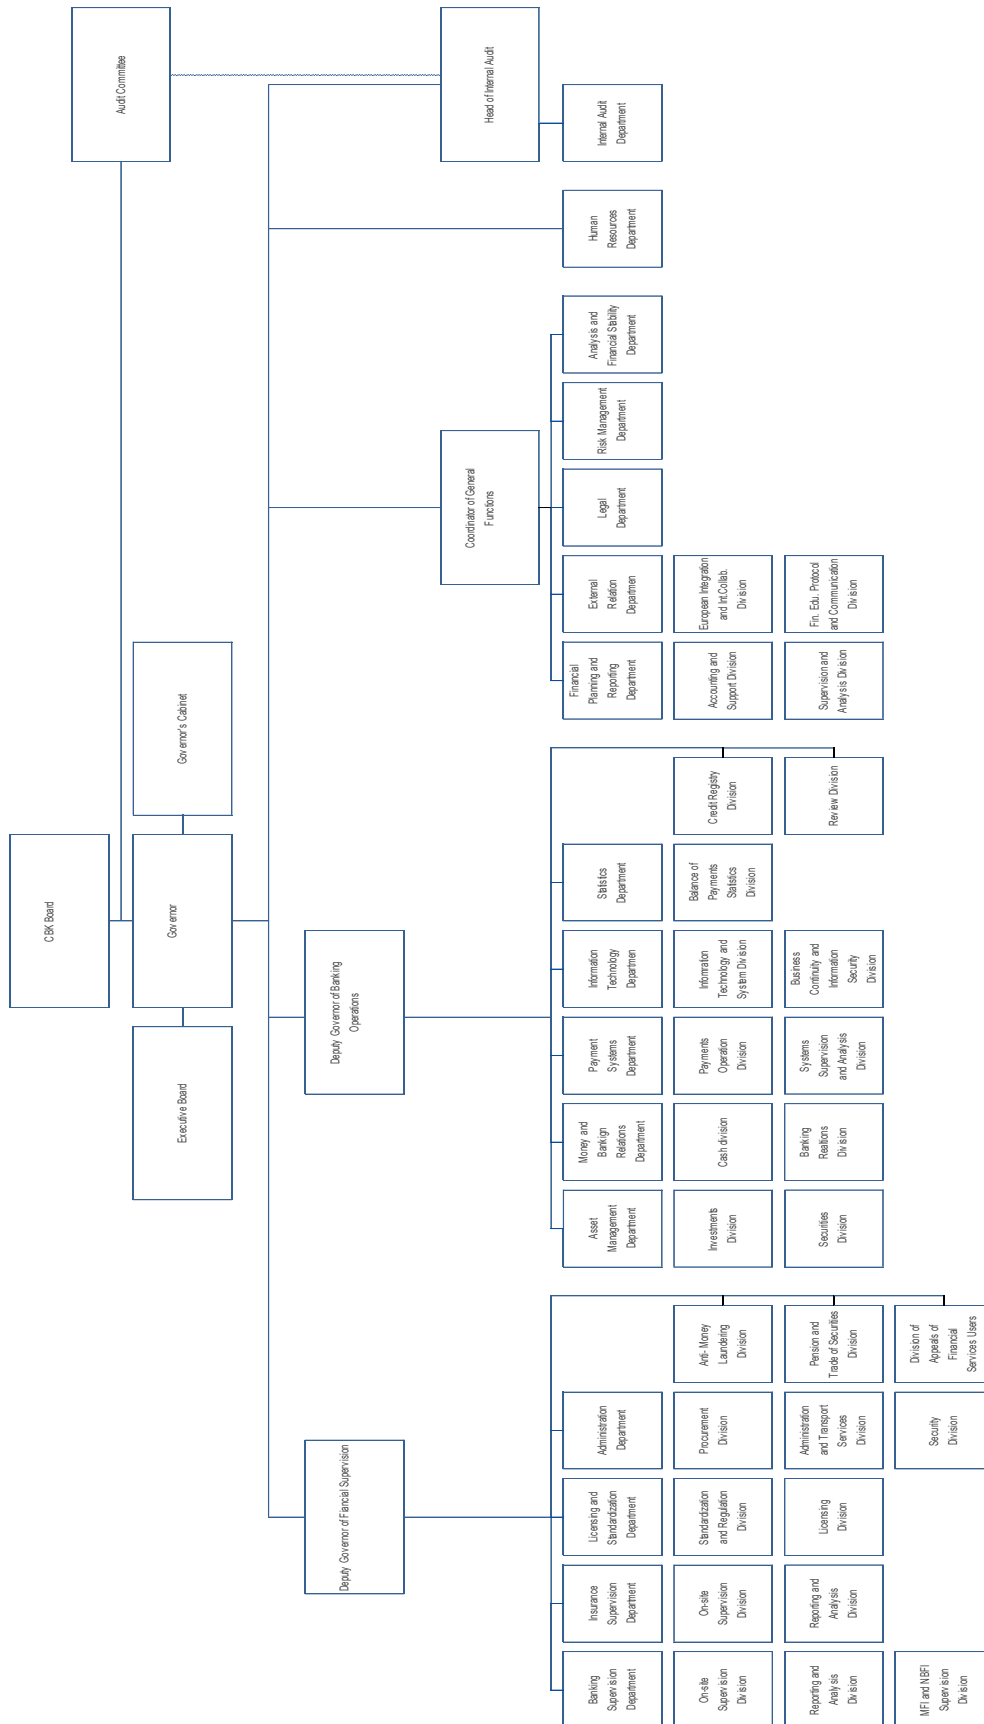 CBK Board
Audit Committee
Executive Board
Governor
Governor's Cabinet
Deputy Governor of Fiancial Supervision
Deputy Governor of Banking
Operations
Coordinator of General
Functions
Head of Internal Audit
Banking
Supervision
Department
Insurance
Supervision
Department
Licensing and
Standardization
Department
Administration
Department
Asset
Management
Department
Money and
Bankign
Relations
Department
Payment
Systems
Department
Information
Technology
Departmen
Statistics
Department
Financial
Planning and
Reporting
Department
External
Relation
Departmen
Legal
Department
Risk Management
Department
Analysis and
Financial Stability
Department
Human
Resources
Department
Internal Audit
Department
On-site
Supervision
Division
On-site
Supervision
Division
Standardization
and Regulation
Division
Procurement
Division
Anti- Money
Laundering
Division
Investments
Division
Cash division
Payments
Operation
Division
Infomration
Technology and
System Division
Balance of
Payments
Statistics
Division
Credit Registry
Division
Accounting and
Support Division
European Integration
and Int.Collab.
Division
Reporting and
Analysis
Division
Reporting and
Analysis
Division
Licensing
Division
Administration
and Transport
Services
Division
Pension and
Trade of Securities
Division
Securities
Division
Banking
Realtions
Division
Systems
Supervision
and Analysis
Division
Business
Continuity and
Information
Security
Division
Review Division
Supervision and
Analysis Division
Fin. Edu. Protocol
and Communication
Division
MFI and NBFI
Supervision
Division
Security
Division
Division of
Appeals of
Financial
Services Users